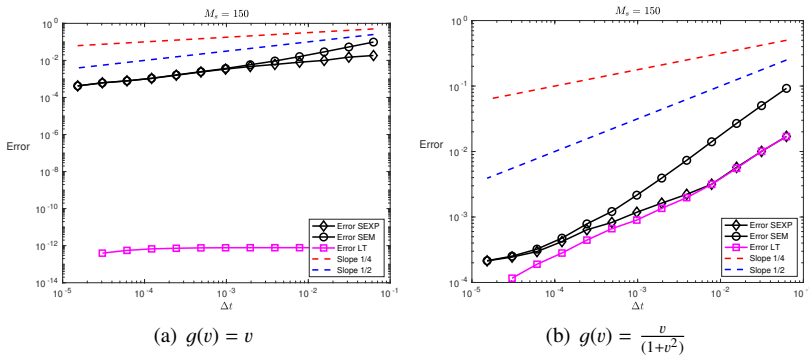 M_s = 150
10^0
10^-2
10^-4
10^-6
10^-8
10^-10
10^-12
10^-14
Error
Error SEXP
Error SEM
Error LT
Slope 1/4
Slope 1/2
10^-5
10^-4
10^-3
10^-2
10^-1
Δt
(a) g(v) = v
M_s = 150
10^0
10^-1
10^-2
10^-3
10^-4
Error
Error SEXP
Error SEM
Error LT
Slope 1/4
Slope 1/2
10^-5
10^-4
10^-3
10^-2
10^-1
Δt
(b) g(v) = v/(1+v^2)